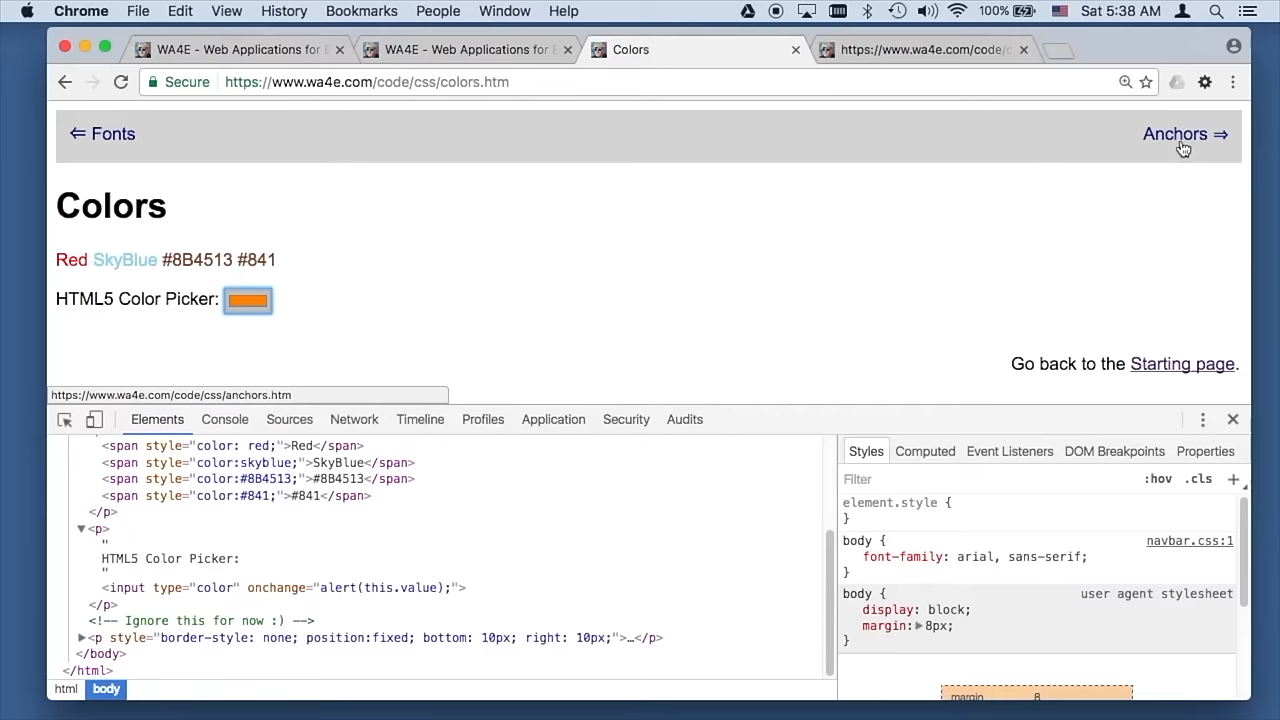 Chrome File Edit View History Bookmarks People Window Help 100% Sat 5:38 AM
WA4E - Web Applications for E
WA4E - Web Applications for E
Colors
https://www.wa4e.com/code/c
Secure https://www.wa4e.com/code/css/colors.htm
⇐ Fonts
Anchors ⇒
Colors
Red SkyBlue #8B4513 #841
HTML5 Color Picker:
Go back to the Starting page.
https://www.wa4e.com/code/css/anchors.htm
Elements Console Sources Network Timeline Profiles Application Security Audits
<span style="color: red;">Red</span>
<span style="color:skyblue;">SkyBlue</span>
<span style="color:#8B4513;">#8B4513</span>
<span style="color:#841;">#841</span>
</p>
▼<p>
"
HTML5 Color Picker:
"
<input type="color" onchange="alert(this.value);">
</p>
<!-- Ignore this for now :) -->
▶<p style="border-style: none; position:fixed; bottom: 10px; right: 10px;">…</p>
</body>
</html>
html body
Styles Computed Event Listeners DOM Breakpoints Properties
Filter :hov .cls +
element.style {
}
body { navbar.css:1
font-family: arial, sans-serif;
}
body { user agent stylesheet
display: block;
margin:▶8px;
}
margin 8